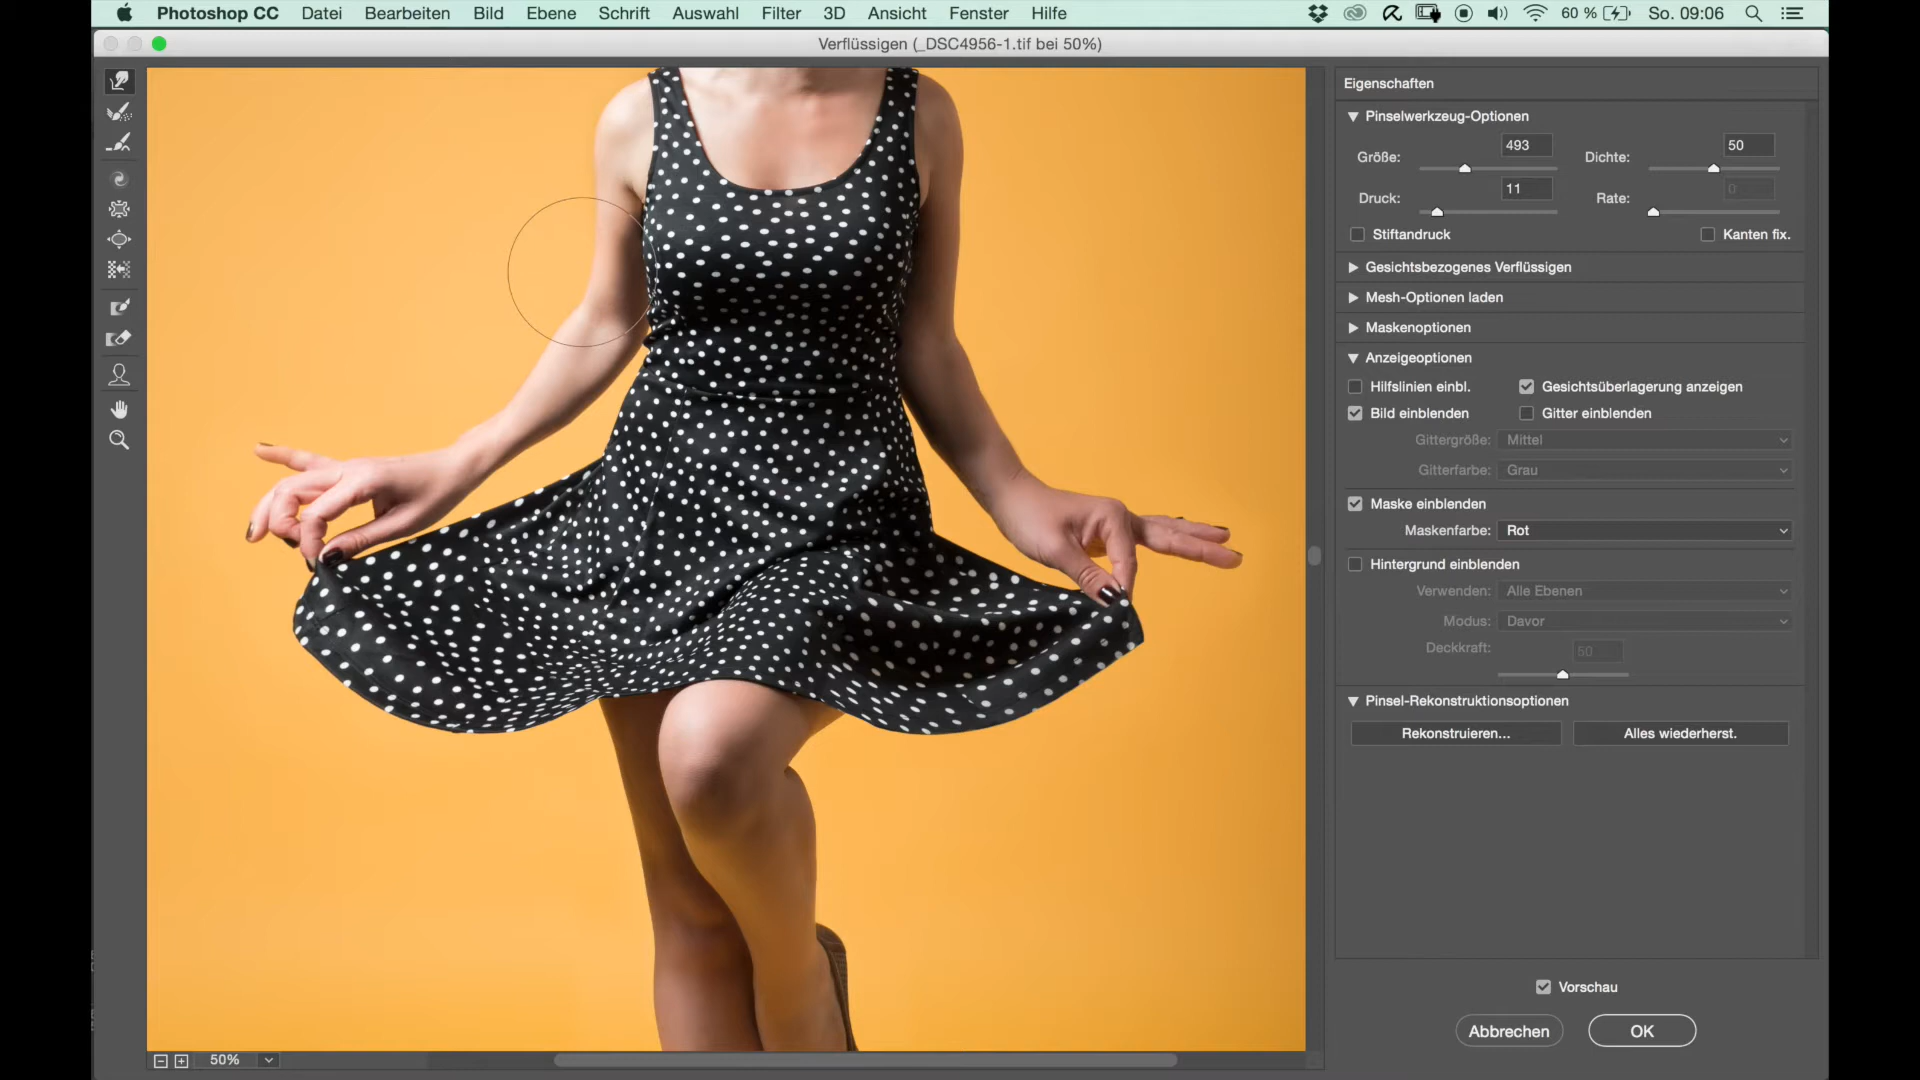 Photoshop CC Datei Bearbeiten Bild Ebene Schrift Auswahl Filter 3D Ansicht Fenster Hilfe 60 % So. 09:06
Verflüssigen (_DSC4956-1.tif bei 50%)
Eigenschaften
Pinselwerkzeug-Optionen
Größe: 493 Dichte: 50
Druck: 11 Rate: 0
Stiftandruck Kanten fix.
Gesichtsbezogenes Verflüssigen
Mesh-Optionen laden
Maskenoptionen
Anzeigeoptionen
Hilfslinien einbl. Gesichtsüberlagerung anzeigen
Bild einblenden Gitter einblenden
Gittergröße: Mittel
Gitterfarbe: Grau
Maske einblenden
Maskenfarbe: Rot
Hintergrund einblenden
Verwenden: Alle Ebenen
Modus: Davor
Deckkraft: 50
Pinsel-Rekonstruktionsoptionen
Rekonstruieren... Alles wiederherst.
Vorschau
Abbrechen OK
50%